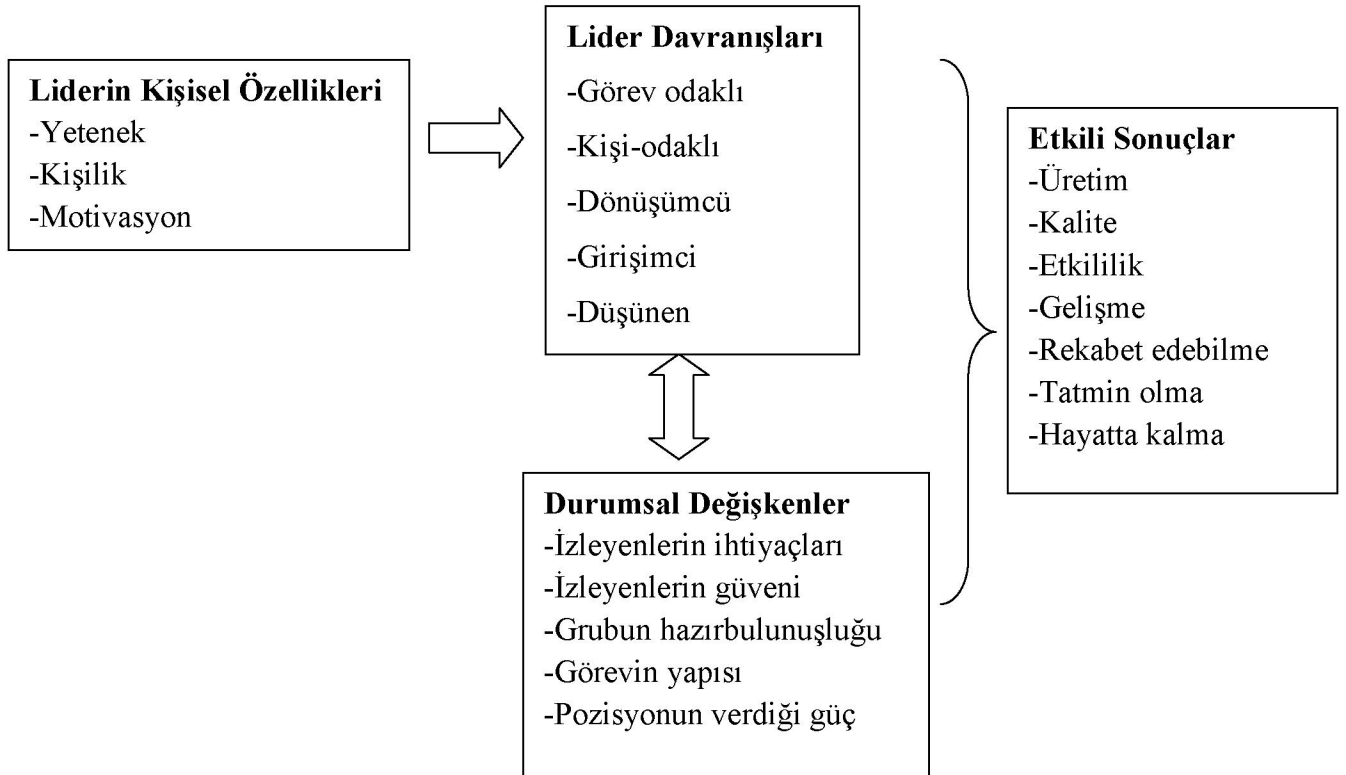 Liderin Kişisel Özellikleri
-Yetenek
-Kişilik
-Motivasyon
Lider Davranışları
-Görev odaklı
-Kişi-odaklı
-Dönüşümcü
-Girişimci
-Düşünen
Durumsal Değişkenler
-İzleyenlerin ihtiyaçları
-İzleyenlerin güveni
-Grubun hazırbulunuşluğu
-Görevin yapısı
-Pozisyonun verdiği güç
Etkili Sonuçlar
-Üretim
-Kalite
-Etkililik
-Gelişme
-Rekabet edebilme
-Tatmin olma
-Hayatta kalma